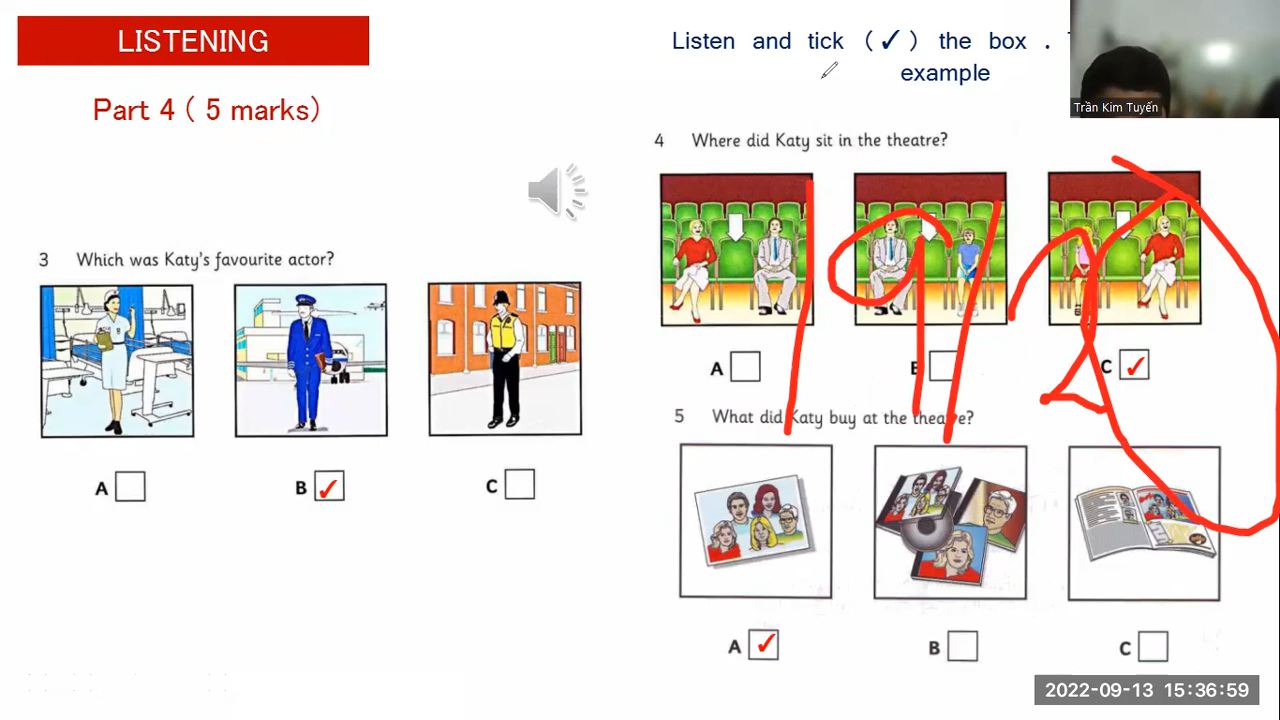 LISTENING
Part 4 ( 5 marks)
Listen and tick ( ✓ ) the box .
example
Trần Kim Tuyến
3 Which was Katy's favourite actor?
A
B ✓
C
4 Where did Katy sit in the theatre?
A
B
C ✓
5 What did Katy buy at the theatre?
A ✓
B
C
2022-09-13 15:36:59